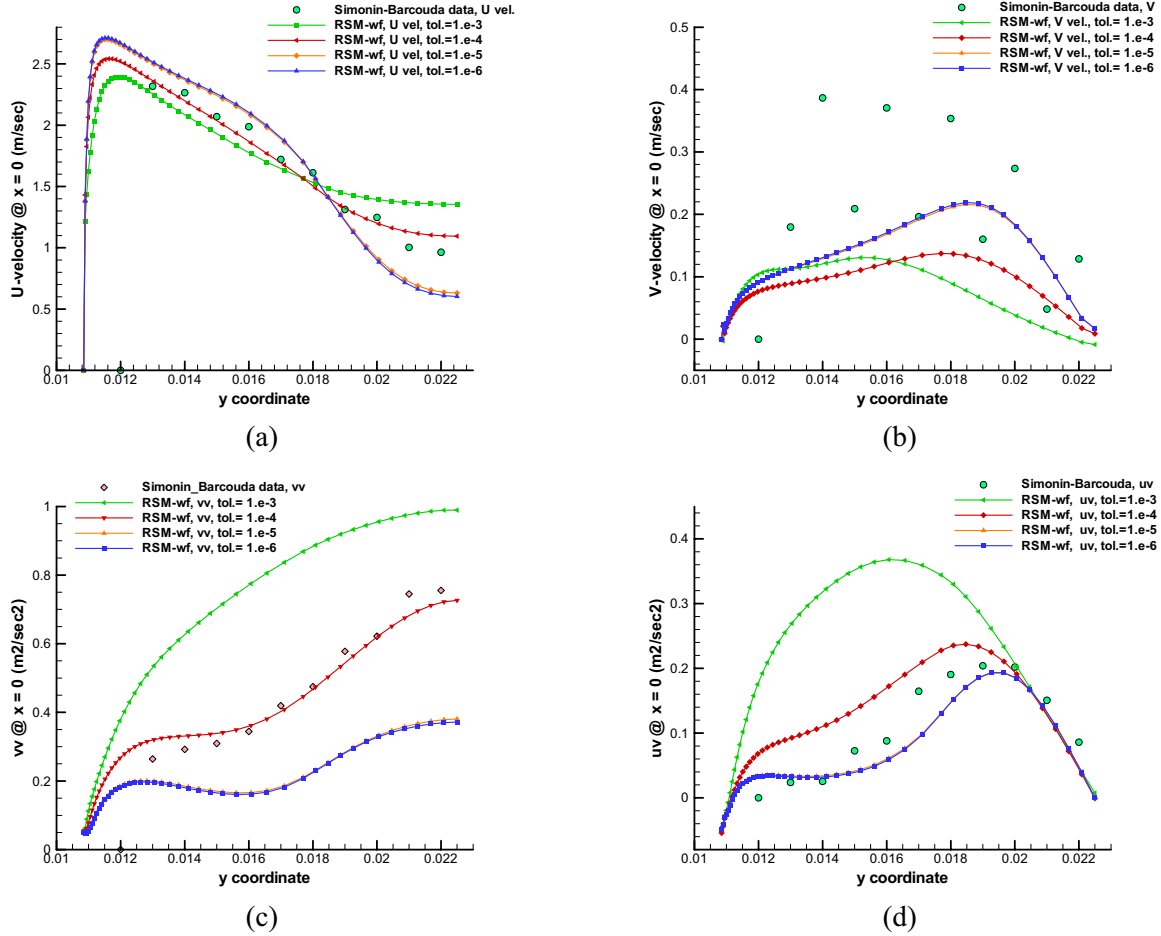 Simonin-Barcouda data, U vel.
RSM-wf, U vel, tol.=1.e-3
RSM-wf, U vel, tol.=1.e-4
RSM-wf, U vel, tol.=1.e-5
RSM-wf, U vel, tol.=1.e-6
U-velocity @ x = 0 (m/sec)
2.5
2
1.5
1
0.5
0
0.01 0.012 0.014 0.016 0.018 0.02 0.022
y coordinate
(a)
Simonin-Barcouda data, V
RSM-wf, V vel., tol.= 1.e-3
RSM-wf, V vel., tol.= 1.e-4
RSM-wf, V vel., tol.= 1.e-5
RSM-wf, V vel., tol.= 1.e-6
V-velocity @ x = 0 (m/sec)
0.5
0.4
0.3
0.2
0.1
0
0.01 0.012 0.014 0.016 0.018 0.02 0.022
y coordinate
(b)
Simonin_Barcouda data, vv
RSM-wf, vv, tol.= 1.e-3
RSM-wf, vv, tol.= 1.e-4
RSM-wf, vv, tol.= 1.e-5
RSM-wf, vv, tol.= 1.e-6
vv @ x = 0 (m2/sec2)
1
0.8
0.6
0.4
0.2
0
0.01 0.012 0.014 0.016 0.018 0.02 0.022
y coordinate
(c)
Simonin-Barcouda, uv
RSM-wf, uv, tol.=1.e-3
RSM-wf, uv, tol.=1.e-4
RSM-wf, uv, tol.=1.e-5
RSM-wf, uv, tol.=1.e-6
uv @ x = 0 (m2/sec2)
0.4
0.3
0.2
0.1
0
0.01 0.012 0.014 0.016 0.018 0.02 0.022
y coordinate
(d)